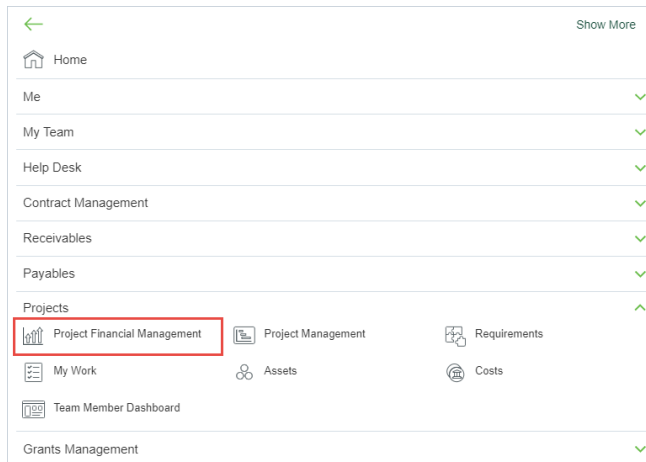 Show More
Home
Me
My Team
Help Desk
Contract Management
Receivables
Payables
Projects
Project Financial Management Project Management Requirements
My Work Assets Costs
Team Member Dashboard
Grants Management